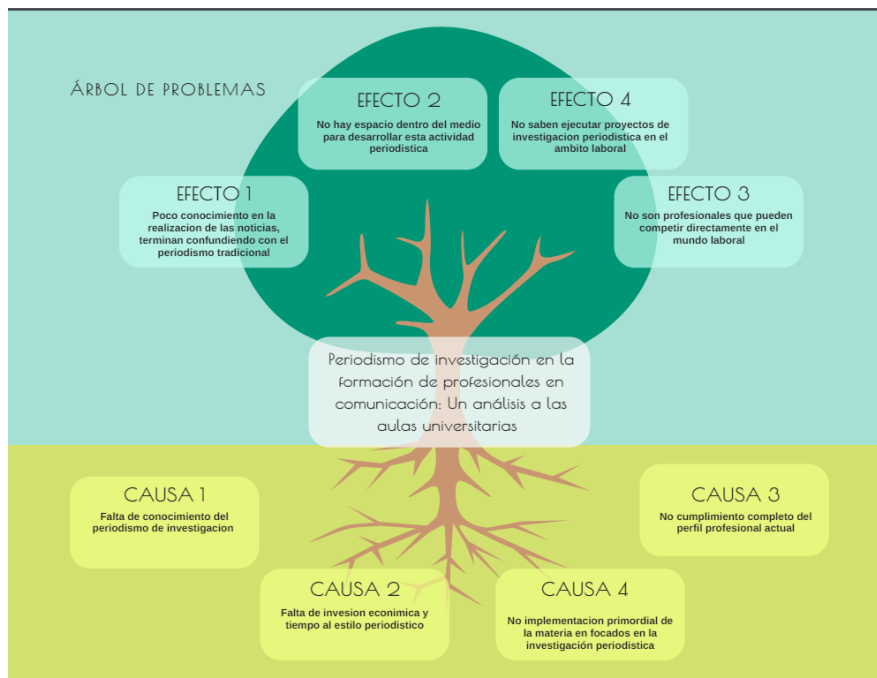 ÁRBOL DE PROBLEMAS
EFECTO 2
No hay espacio dentro del medio
para desarrollar esta actividad
periodistica
EFECTO 4
No saben ejecutar proyectos de
investigacion periodistica en el
ambito laboral
EFECTO 1
Poco conocimiento en la
realizacion de las noticias,
terminan confundiendo con el
periodismo tradicional
EFECTO 3
No son profesionales que pueden
competir directamente en el
mundo laboral
Periodismo de investigación en la
formación de profesionales en
comunicación: Un análisis a las
aulas universitarias
CAUSA 1
Falta de conocimiento del
periodismo de investigacion
CAUSA 3
No cumplimiento completo del
perfil profesional actual
CAUSA 2
Falta de invesion econimica y
tiempo al estilo periodistico
CAUSA 4
No implementacion primordial de
la materia en focados en la
investigación periodistica